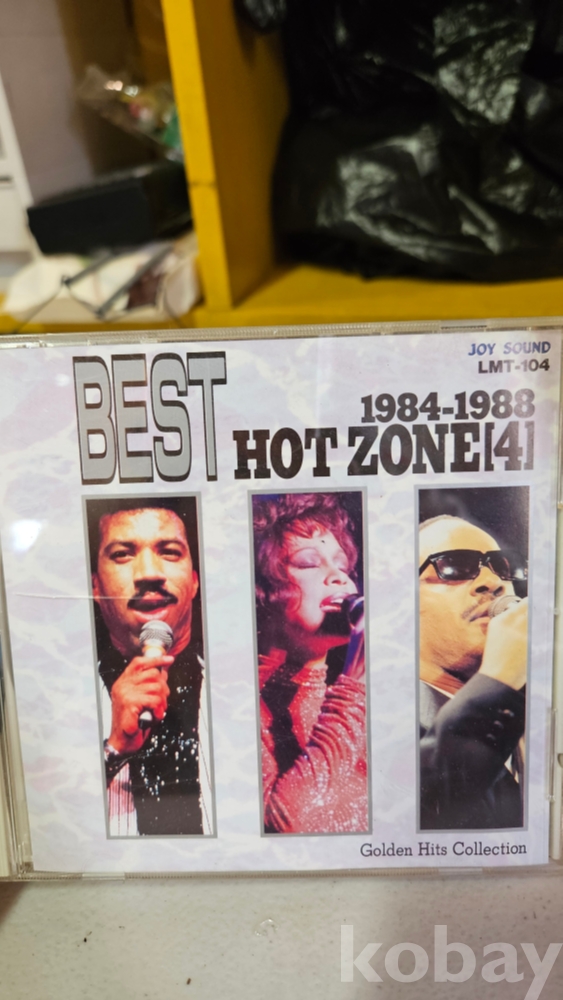 JOY SOUND
LMT-104
BEST
1984-1988
HOT ZONE[4]
Golden Hits Collection
kobay